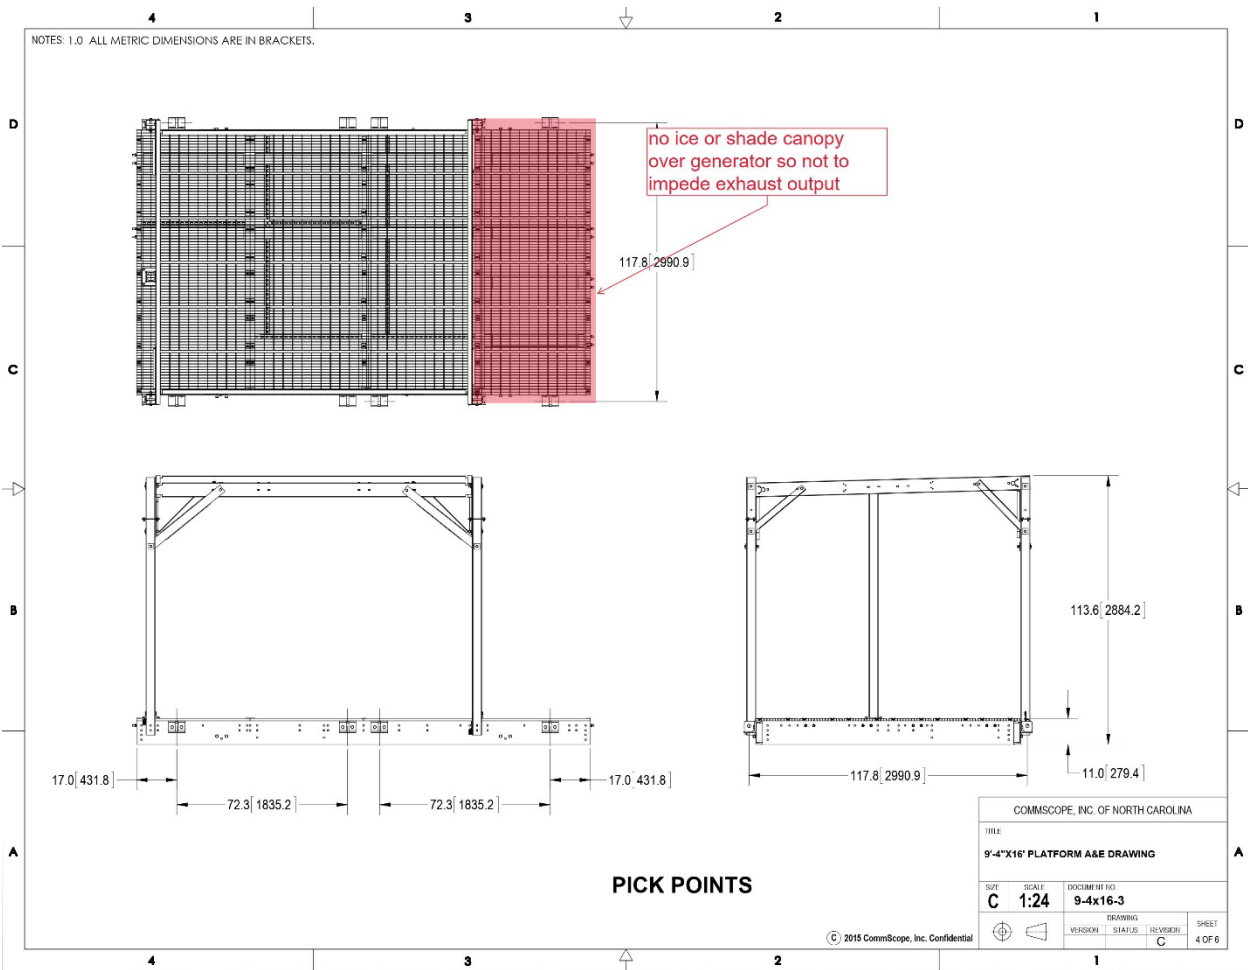 4 3 2 1
NOTES: 1.0 ALL METRIC DIMENSIONS ARE IN BRACKETS.
D D
no ice or shade canopy
over generator so not to
impede exhaust output
117.8[2990.9]
C C
113.6[2884.2]
B B
17.0[431.8]
72.3[1835.2]
72.3[1835.2]
17.0[431.8]
117.8[2990.9]
11.0[279.4]
COMMSCOPE, INC. OF NORTH CAROLINA
TITLE
9'-4"X16' PLATFORM A&E DRAWING
A A
PICK POINTS
SIZE SCALE DOCUMENT NO.
C 1:24 9-4x16-3
DRAWING
VERSION STATUS REVISION SHEET
C 4 OF 6
© 2015 CommScope, Inc. Confidential
4 3 2 1